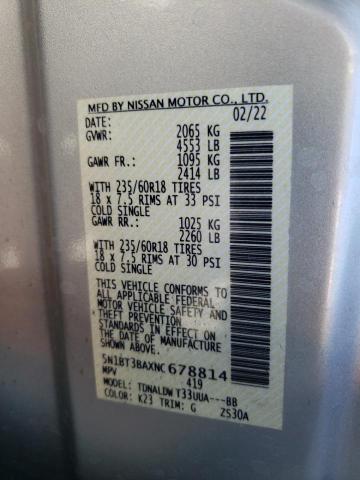 MFD BY NISSAN MOTOR CO., LTD.
DATE: 02/22
GVWR: 2065 KG
4553 LB
GAWR FR.: 1095 KG
2414 LB
WITH 235/60R18 TIRES
18 x 7.5 RIMS AT 33 PSI
COLD SINGLE
GAWR RR.: 1025 KG
2260 LB
WITH 235/60R18 TIRES
18 x 7.5 RIMS AT 30 PSI
COLD SINGLE
THIS VEHICLE CONFORMS TO
ALL APPLICABLE FEDERAL
MOTOR VEHICLE SAFETY AND
THEFT PREVENTION
STANDARDS IN EFFECT ON
THE DATE OF MANUFACTURE
SHOWN ABOVE.
5N1BT3BAXNC678814
MPV 419
MODEL: TDNALDW T33UUA---BB
COLOR: K23 TRIM: G ZS30A